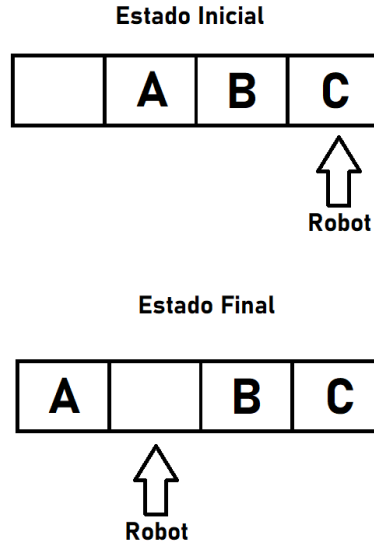 Estado Inicial
A B C
Robot
Estado Final
A B C
Robot